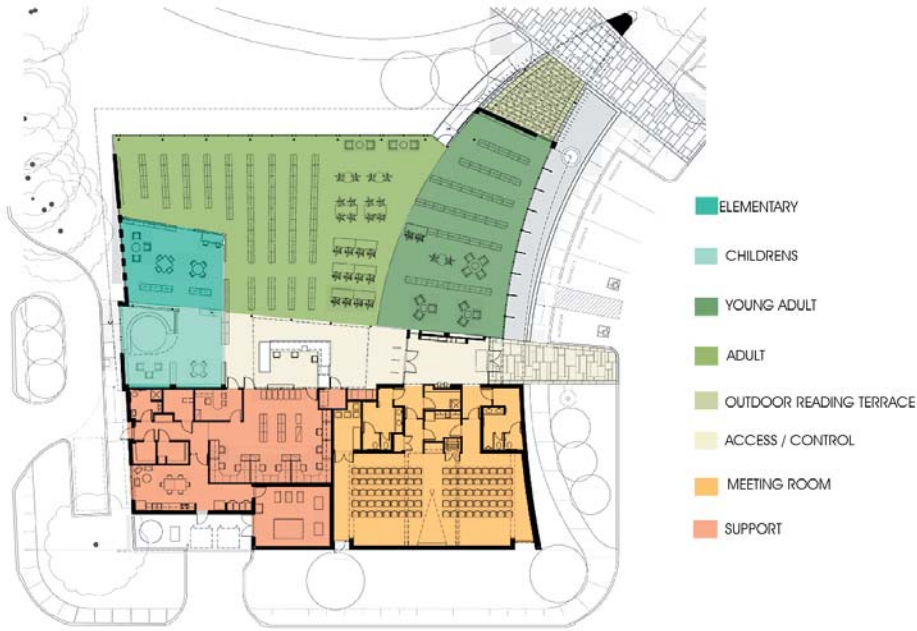 ELEMENTARY
CHILDRENS
YOUNG ADULT
ADULT
OUTDOOR READING TERRACE
ACCESS / CONTROL
MEETING ROOM
SUPPORT